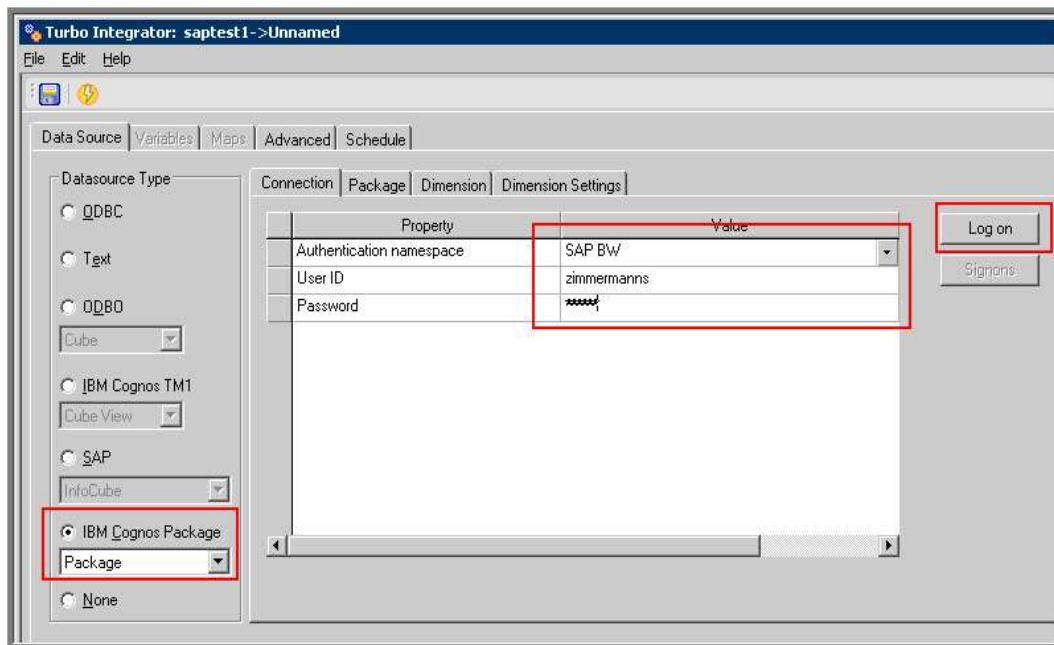 Turbo Integrator: saptest1->Unnamed
File Edit Help
Data Source Variables Maps Advanced Schedule
Datasource Type
ODBC
Text
ODBO
Cube
IBM Cognos TM1
Cube View
SAP
InfoCube
IBM Cognos Package
Package
None
Connection Package Dimension Dimension Settings
Property Value
Authentication namespace SAP BW
User ID zimmermanns
Password
Log on
Signons